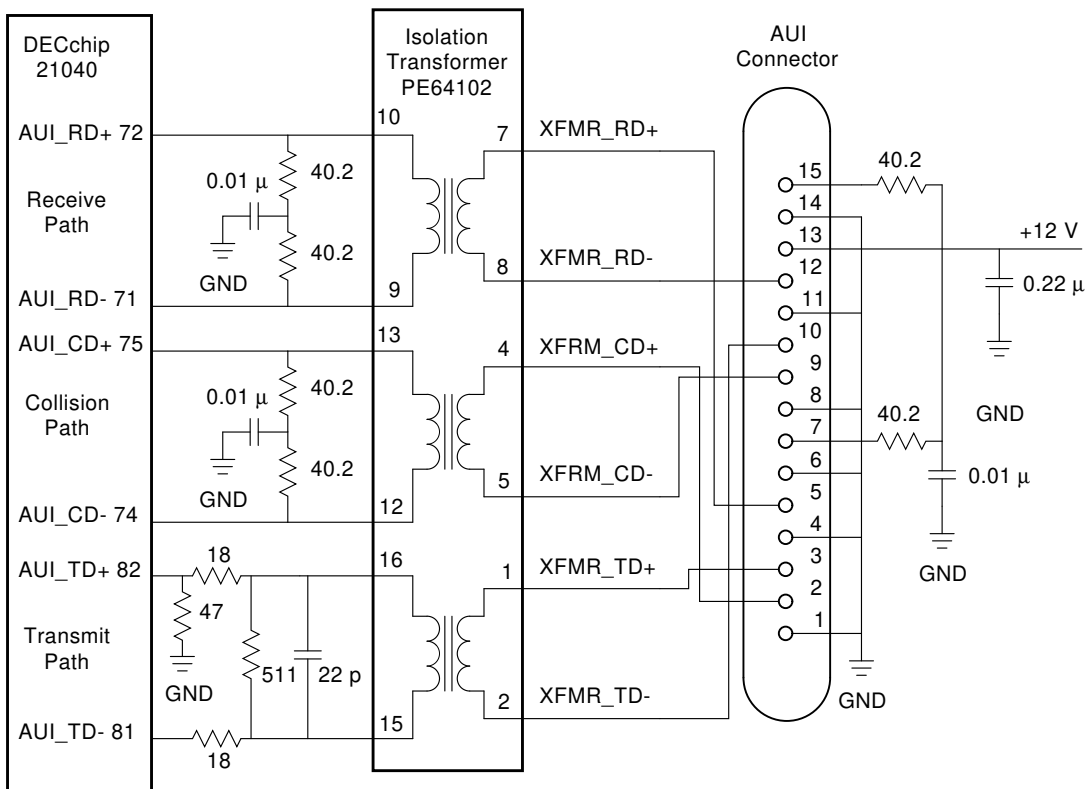 DECchip
21040
AUI_RD+ 72
Receive
Path
AUI_RD- 71
AUI_CD+ 75
Collision
Path
AUI_CD- 74
AUI_TD+ 82
Transmit
Path
AUI_TD- 81
40.2
0.01 µ
40.2
GND
40.2
0.01 µ
40.2
GND
18
47
GND
511
22 p
18
Isolation
Transformer
PE64102
10
7
8
9
13
4
5
12
16
1
2
15
XFMR_RD+
XFMR_RD-
XFRM_CD+
XFRM_CD-
XFMR_TD+
XFMR_TD-
AUI
Connector
15
14
13
12
11
10
9
8
7
6
5
4
3
2
1
40.2
+12 V
0.22 µ
GND
40.2
0.01 µ
GND
GND